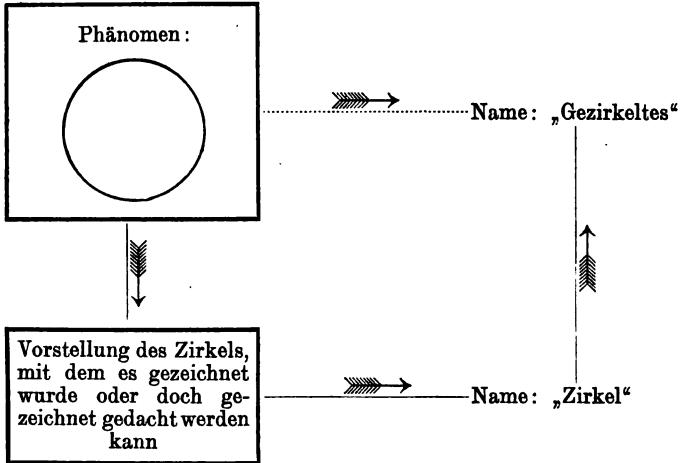 Phänomen:
Name: „Gezirkeltes“
Vorstellung des Zirkels,
mit dem es gezeichnet
wurde oder doch ge-
zeichnet gedacht werden
kann
Name: „Zirkel“